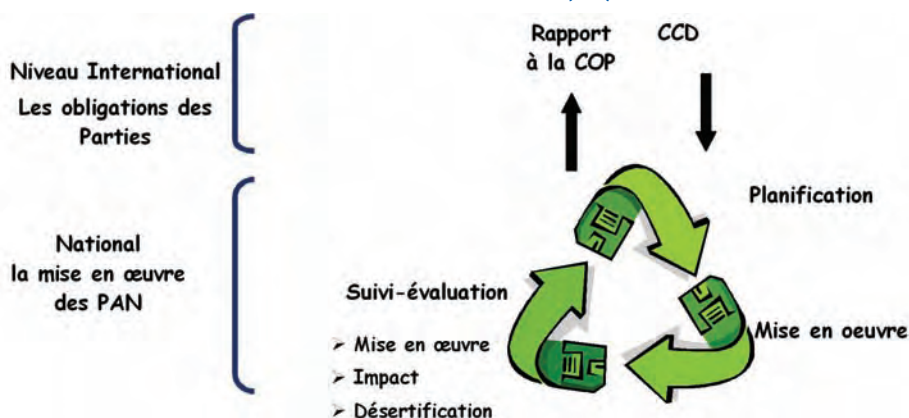 Rapport
à la COP
CCD
Niveau International
Les obligations des
Parties
Planification
National
la mise en œuvre
des PAN
Suivi-évaluation
➢ Mise en œuvre
➢ Impact
➢ Désertification
Mise en oeuvre